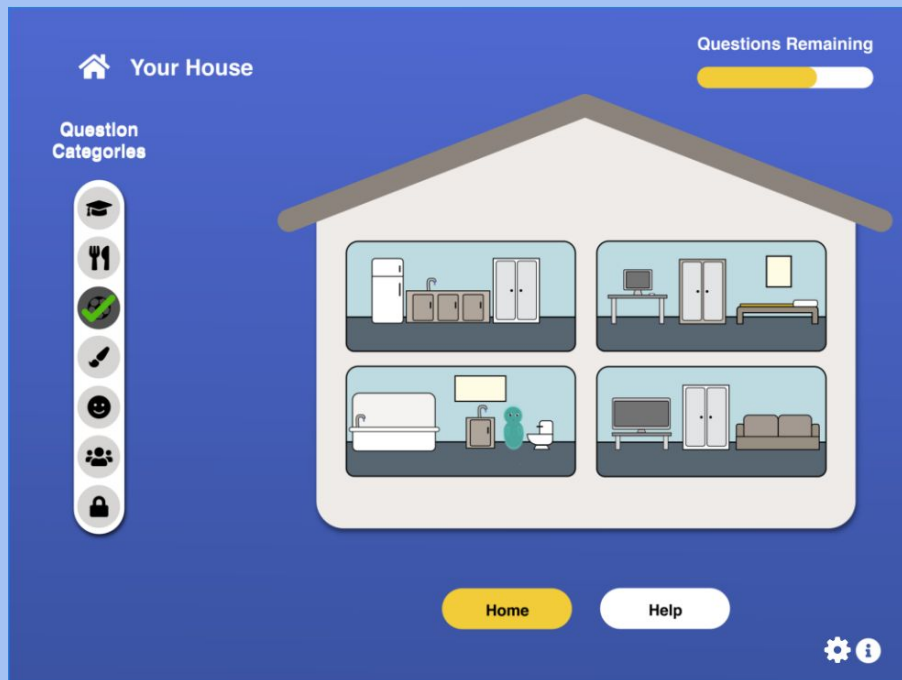 Your House
Questions Remaining
Question
Categories
Home
Help